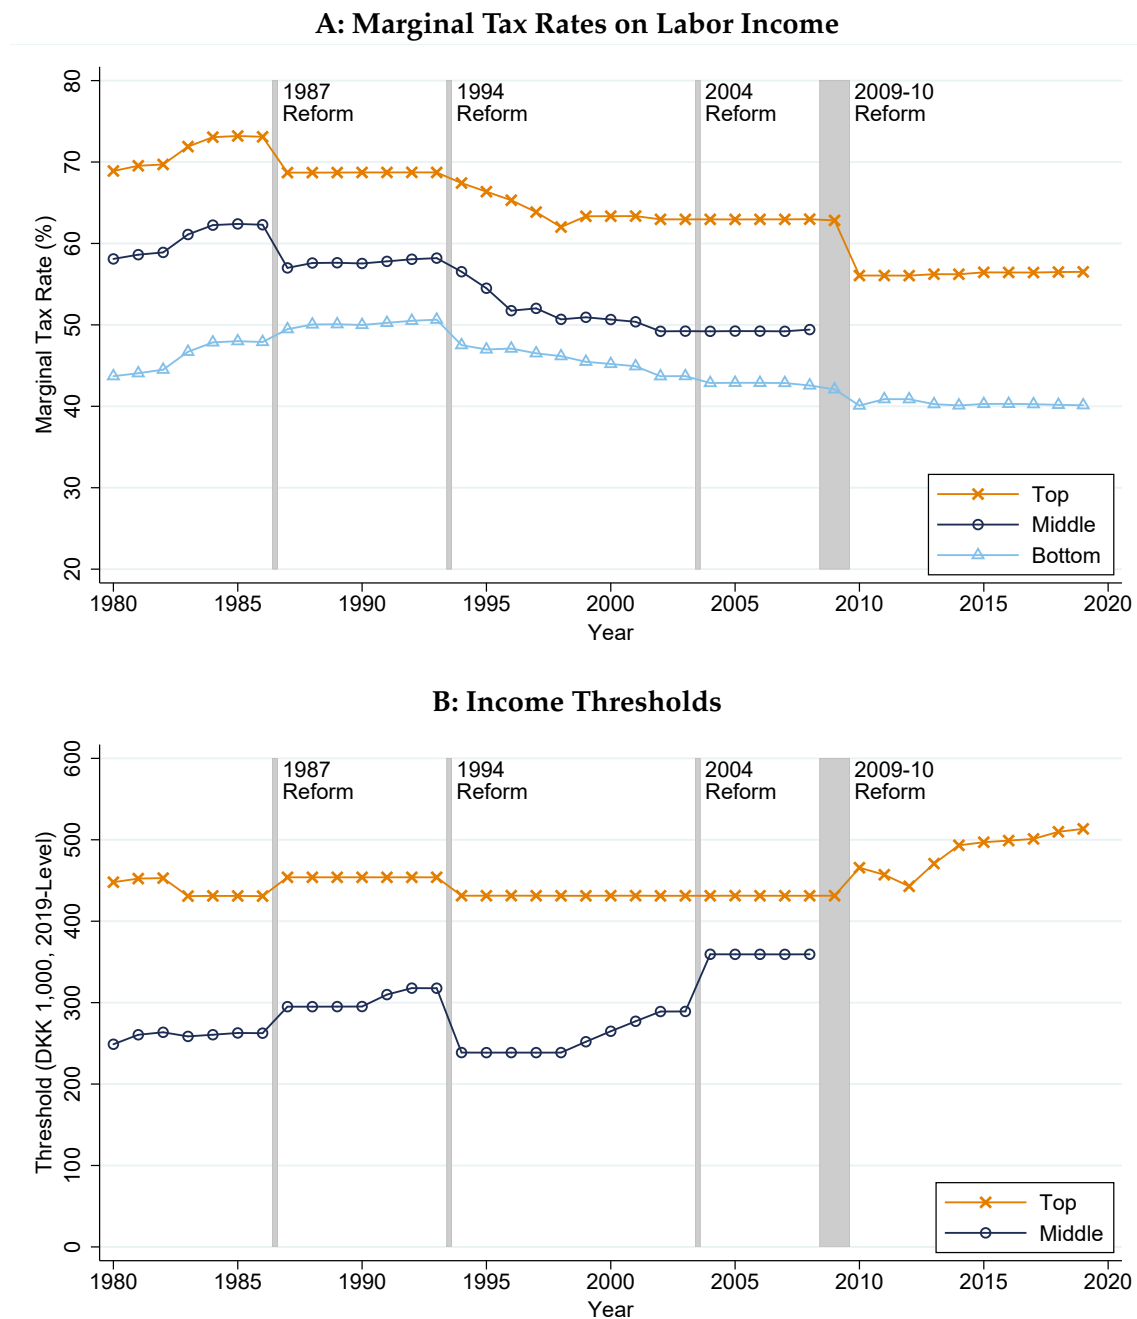 A: Marginal Tax Rates on Labor Income
Marginal Tax Rate (%)
80
70
60
50
40
30
20
1987
Reform
1994
Reform
2004
Reform
2009-10
Reform
Top
Middle
Bottom
1980 1985 1990 1995 2000 2005 2010 2015 2020
Year
B: Income Thresholds
Threshold (DKK 1,000, 2019-Level)
600
500
400
300
200
100
0
1987
Reform
1994
Reform
2004
Reform
2009-10
Reform
Top
Middle
1980 1985 1990 1995 2000 2005 2010 2015 2020
Year